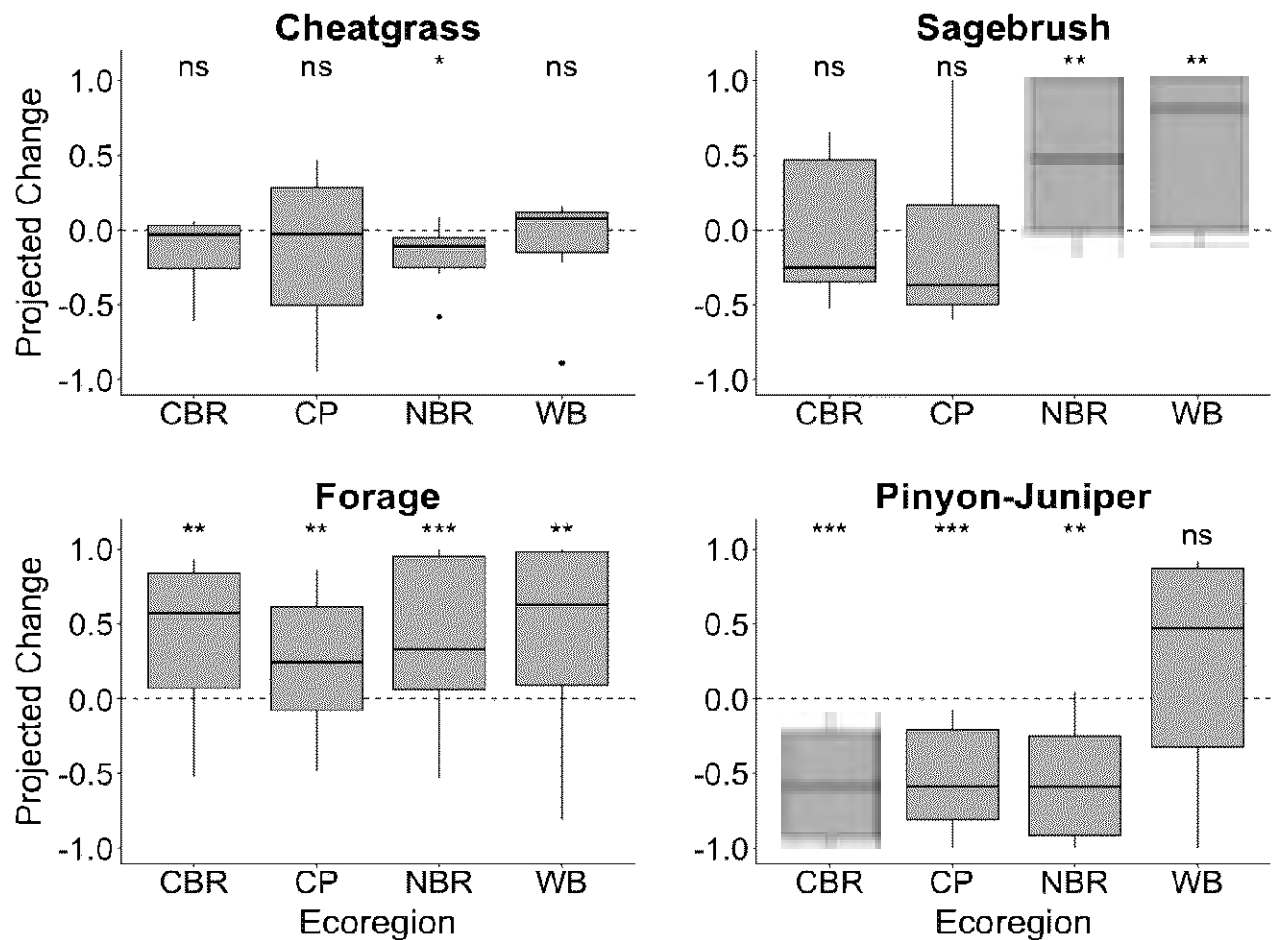 Cheatgrass
ns ns * ns
Projected Change
1.0
0.5
0.0
-0.5
-1.0
CBR CP NBR WB
Sagebrush
ns ns ** **
1.0
0.5
0.0
-0.5
-1.0
CBR CP NBR WB
Forage
** ** *** **
Projected Change
1.0
0.5
0.0
-0.5
-1.0
CBR CP NBR WB
Ecoregion
Pinyon-Juniper
*** *** ** ns
1.0
0.5
0.0
-0.5
-1.0
CBR CP NBR WB
Ecoregion